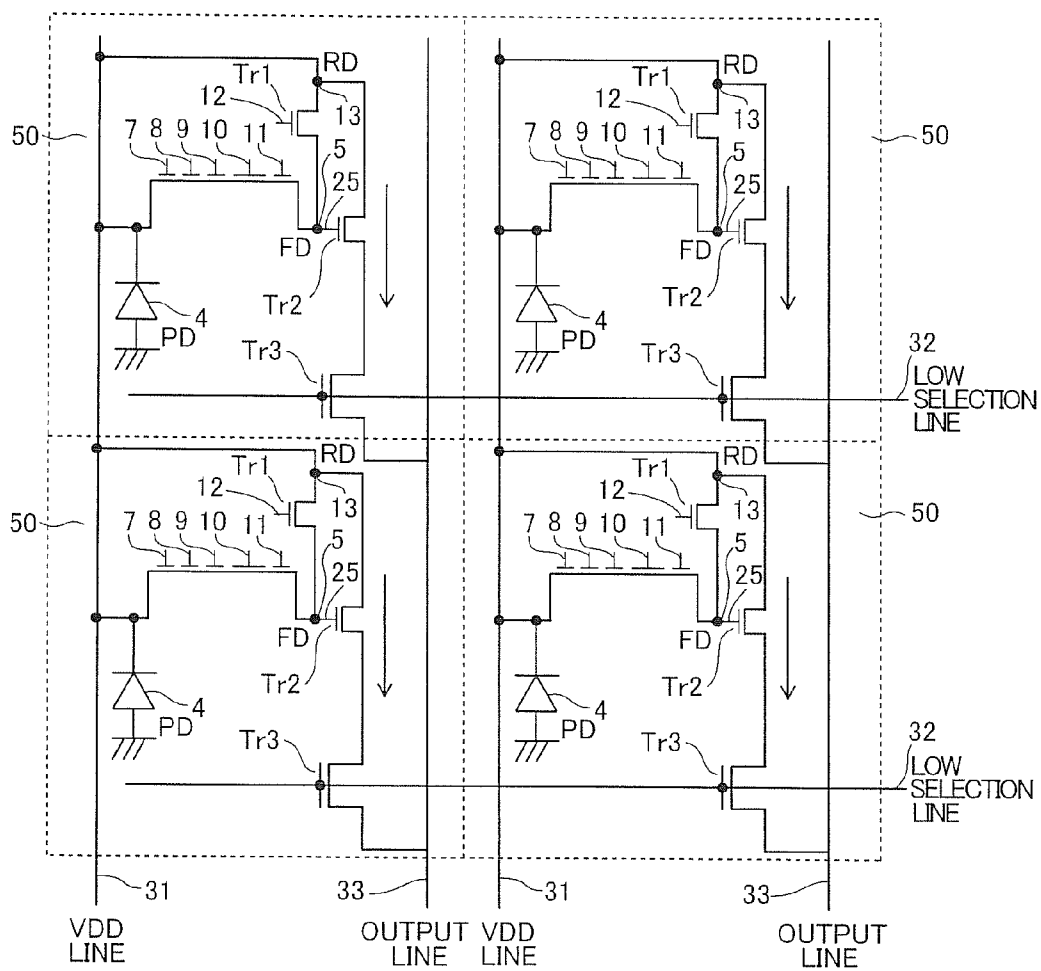 RD RD
Tr1 Tr1
12 13 12 13
50 7 8 9 10 11 5 7 8 9 10 11 5 50
25 25
FD FD
Tr2 Tr2
4 4
PD PD
Tr3 Tr3
32
LOW
SELECTION
LINE
RD RD
Tr1 Tr1
12 13 12 13
50 7 8 9 10 11 5 7 8 9 10 11 5 50
25 25
FD FD
Tr2 Tr2
4 4
PD PD
Tr3 Tr3
32
LOW
SELECTION
LINE
31 33 31 33
VDD
LINE
OUTPUT
LINE
VDD
LINE
OUTPUT
LINE